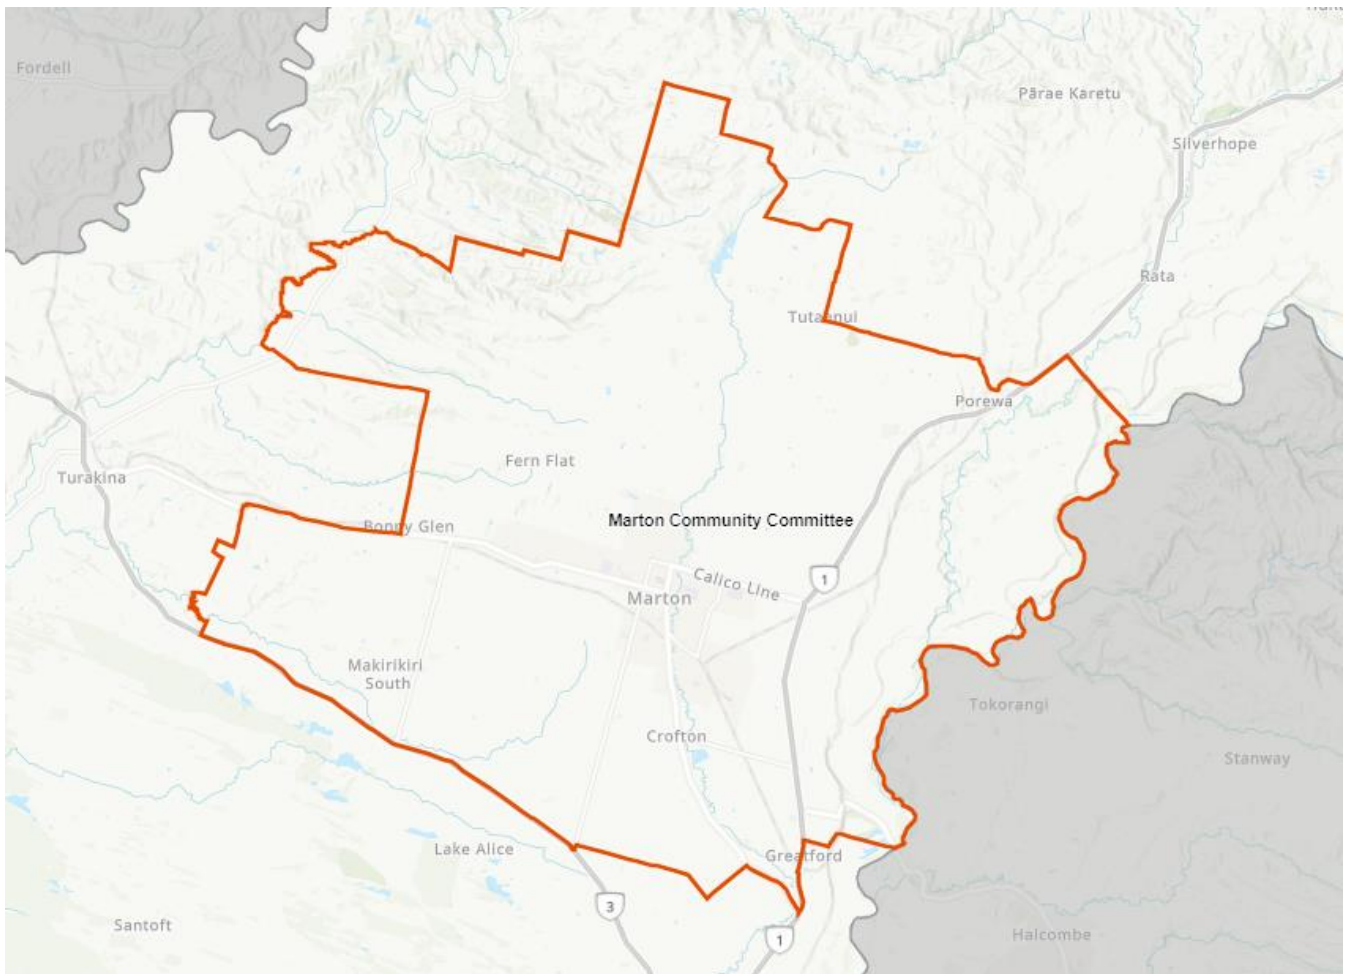 Fordell
Pārae Karetu
Silverhope
Rata
Tutaenui
Porewa
Fern Flat
Turakina
Bonny Glen
Marton Community Committee
1
Calico Line
Marton
Makirikiri
South
Tokorangi
Crofton
Stanway
Lake Alice
Greatford
3
Santoft
1
Halcombe